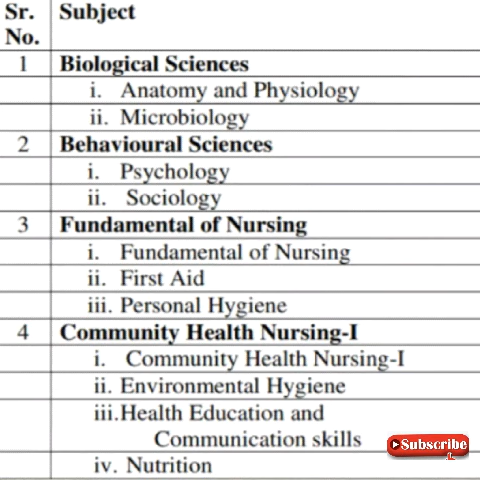 Sr. Subject
No.
1 Biological Sciences
i. Anatomy and Physiology
ii. Microbiology
2 Behavioural Sciences
i. Psychology
ii. Sociology
3 Fundamental of Nursing
i. Fundamental of Nursing
ii. First Aid
iii. Personal Hygiene
4 Community Health Nursing-I
i. Community Health Nursing-I
ii. Environmental Hygiene
iii.Health Education and
Communication skills
Subscribe
iv. Nutrition